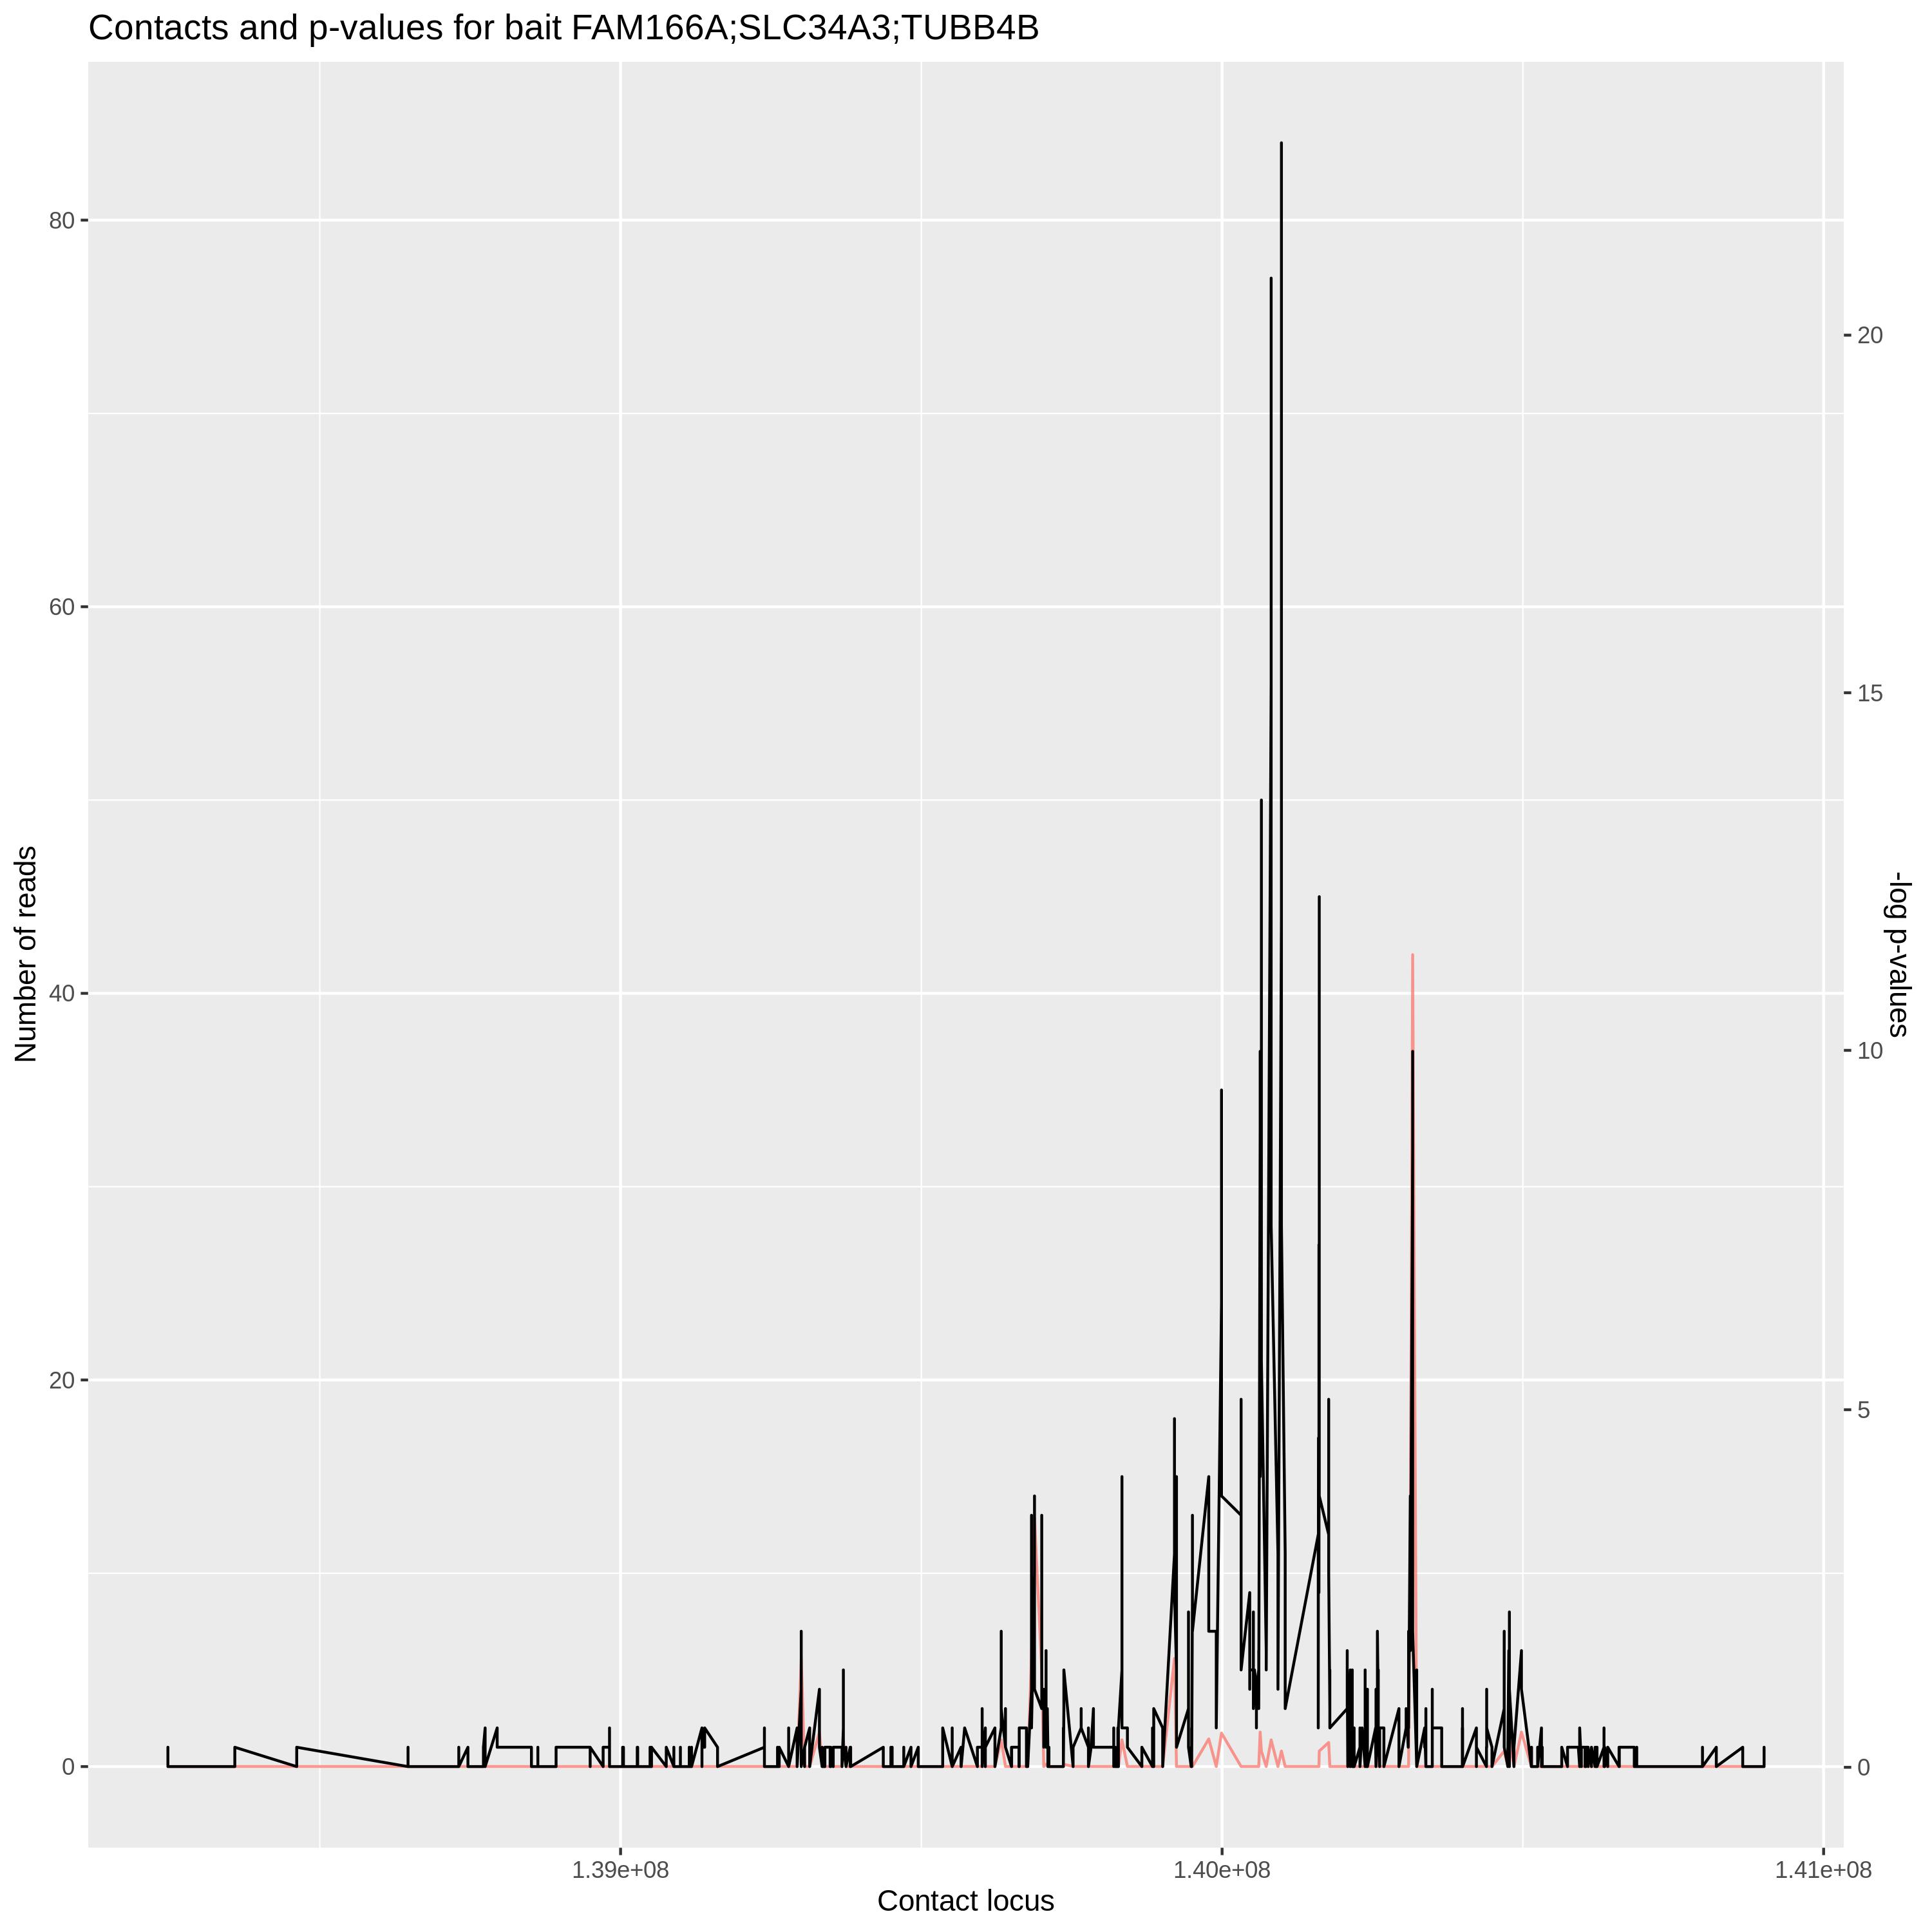 Contacts and p-values for bait FAM166A;SLC34A3;TUBB4B
80
60
40
20
0
Number of reads
20
15
10
5
0
-log p-values
1.39e+08
1.40e+08
1.41e+08
Contact locus